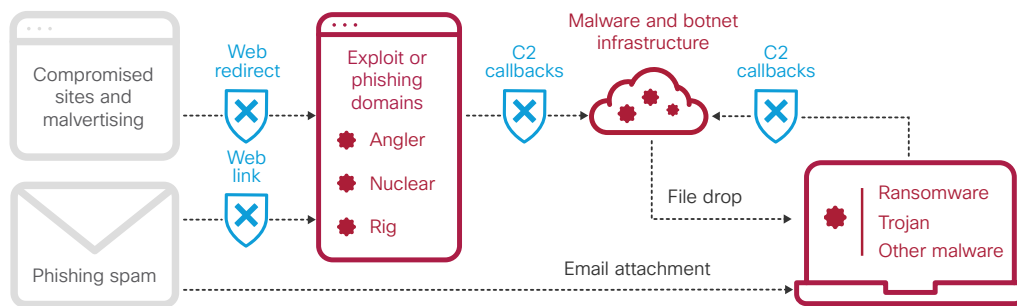 Compromised
sites and
malvertising
Web
redirect
Web
link
Phishing spam
Exploit or
phishing
domains
Angler
Nuclear
Rig
C2
callbacks
Malware and botnet
infrastructure
C2
callbacks
File drop
Email attachment
Ransomware
Trojan
Other malware